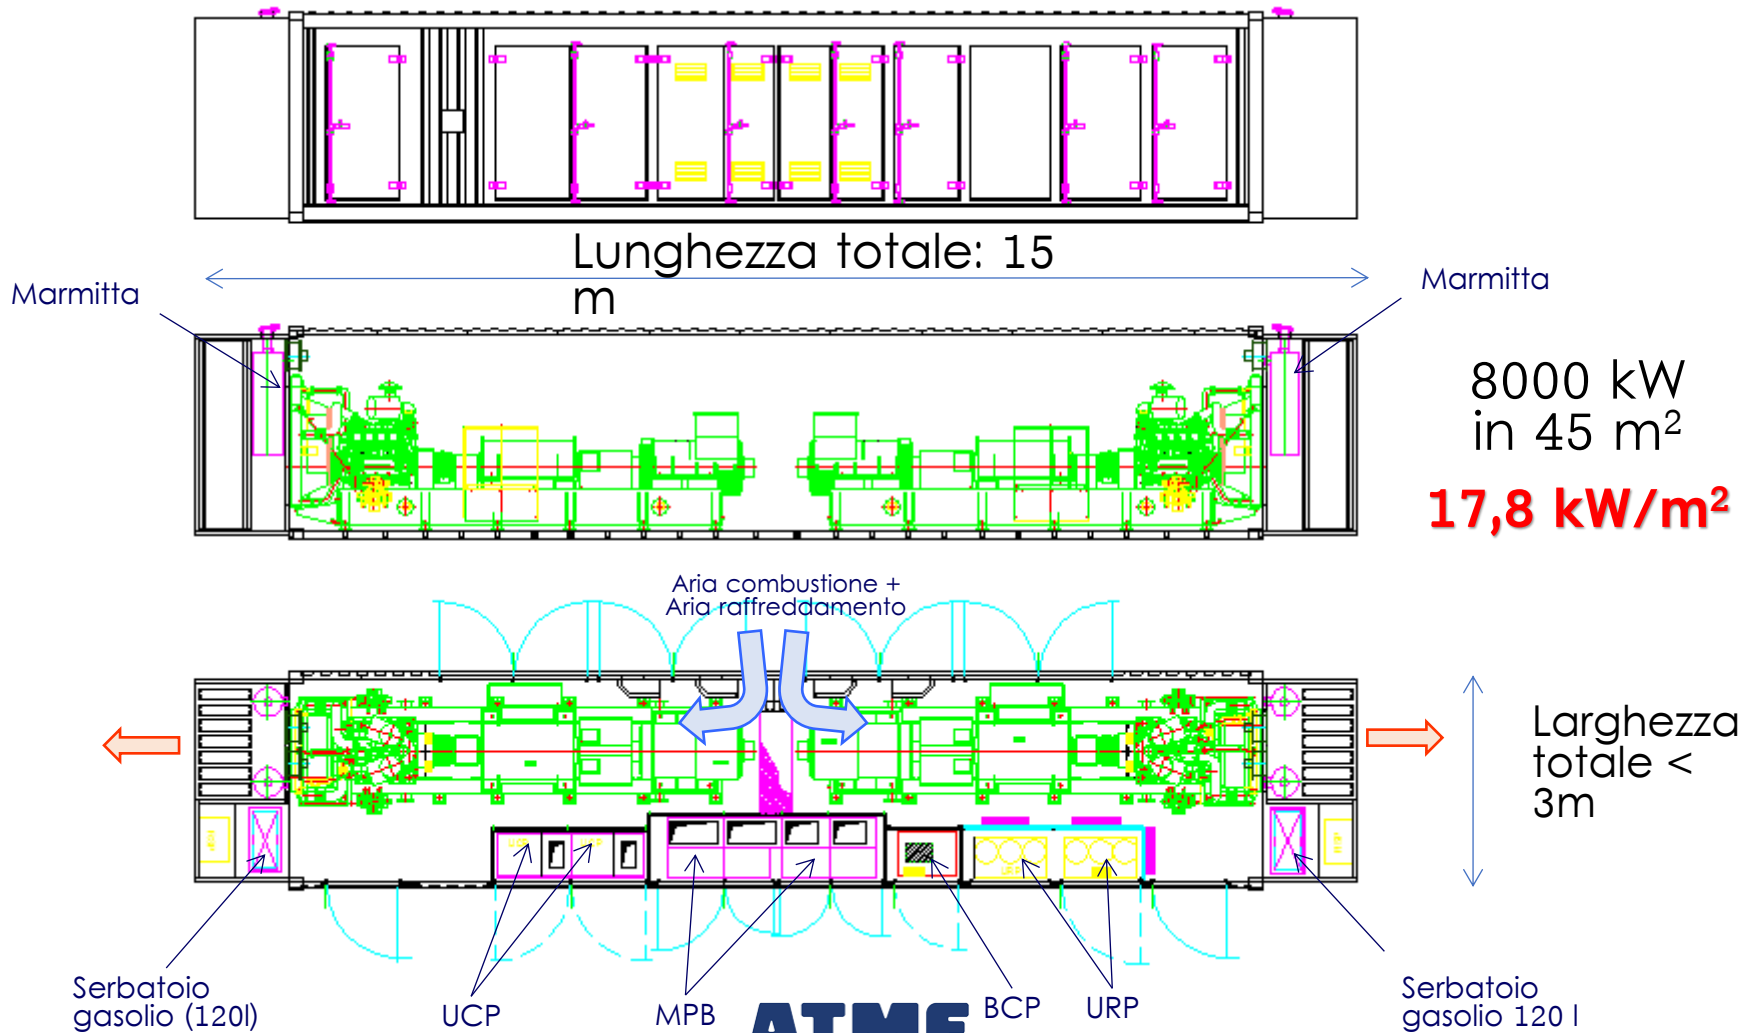 Lunghezza totale: 15
m
Marmitta
Marmitta
8000 kW
in 45 m²
17,8 kW/m²
Aria combustione +
Aria raffreddamento
Larghezza
totale <
3m
Serbatoio
gasolio (120l)
UCP
MPB
BCP
URP
Serbatoio
gasolio 120 l